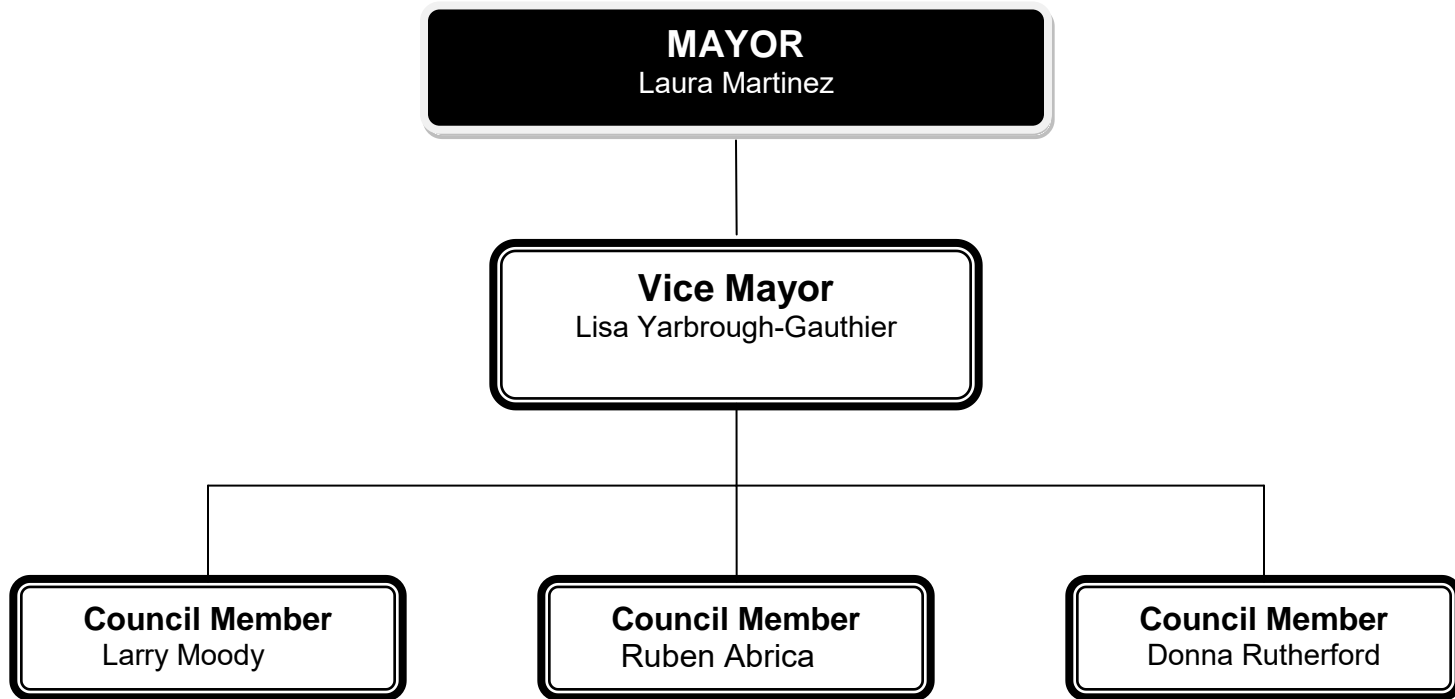 MAYOR
Laura Martinez
Vice Mayor
Lisa Yarbrough-Gauthier
Council Member
Larry Moody
Council Member
Ruben Abrica
Council Member
Donna Rutherford